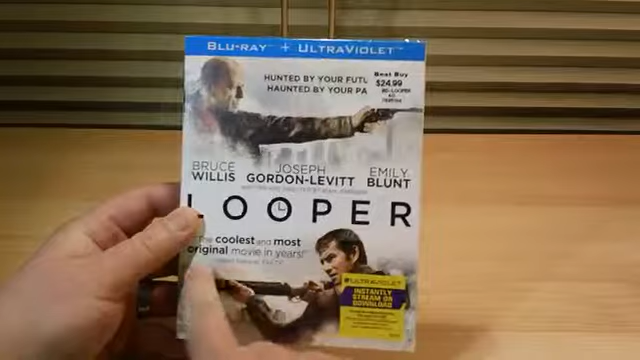 BLU-RAY + ULTRAVIOLET
HUNTED BY YOUR FUTU
HAUNTED BY YOUR PA
Best Buy
$24.99
BRUCE WILLIS
JOSEPH GORDON-LEVITT
EMILY BLUNT
LOOPER
"The coolest and most
original movie in years!
ULTRAVIOLET
INSTANTLY
STREAM OR
DOWNLOAD